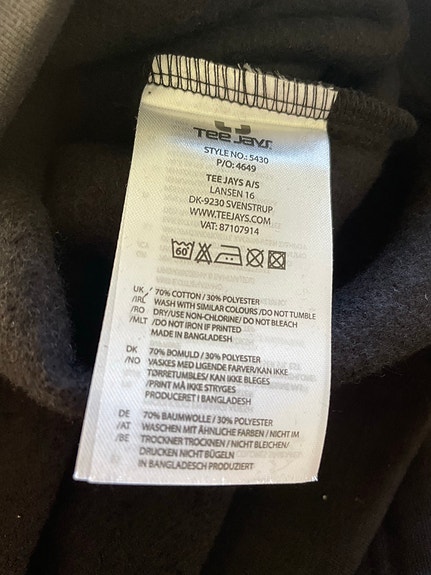 TEE JAYS
STYLE NO.: 5430
P/O: 4649
TEE JAYS A/S
LANSEN 16
DK-9230 SVENSTRUP
WWW.TEEJAYS.COM
VAT: 87107914
60
UK 70% COTTON / 30% POLYESTER
/IRL WASH WITH SIMILAR COLOURS /DO NOT TUMBLE
/RO DRY/USE NON-CHLORINE/ DO NOT BLEACH
/MLT /DO NOT IRON IF PRINTED
MADE IN BANGLADESH
DK 70% BOMULD / 30% POLYESTER
/NO VASKES MED LIGENDE FARVER/KAN IKKE
TØRRETUMBLES/ KAN IKKE BLEGES
/PRINT MÅ IKKE STRYGES
PRODUCERET I BANGLADESH
DE 70% BAUMWOLLE / 30% POLYESTER
/AT WASCHEN MIT ÄHNLICHE FARBEN / NICHT IM
/BE TROCKNER TROCKNEN / NICHT BLEICHEN/
DRUCKEN NICHT BÜGELN
IN BANGLADESCH PRODUZIERT